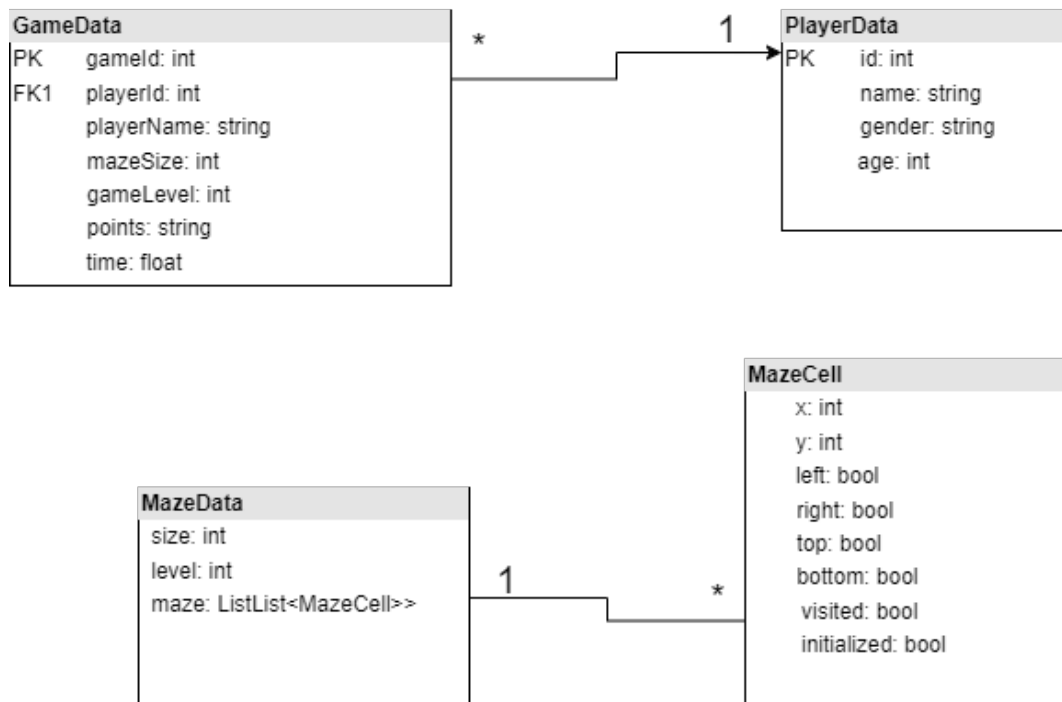 GameData
PK gameId: int
FK1 playerId: int
playerName: string
mazeSize: int
gameLevel: int
points: string
time: float
*
1
PlayerData
PK id: int
name: string
gender: string
age: int
MazeData
size: int
level: int
maze: ListList<MazeCell>>
1
*
MazeCell
x: int
y: int
left: bool
right: bool
top: bool
bottom: bool
visited: bool
initialized: bool